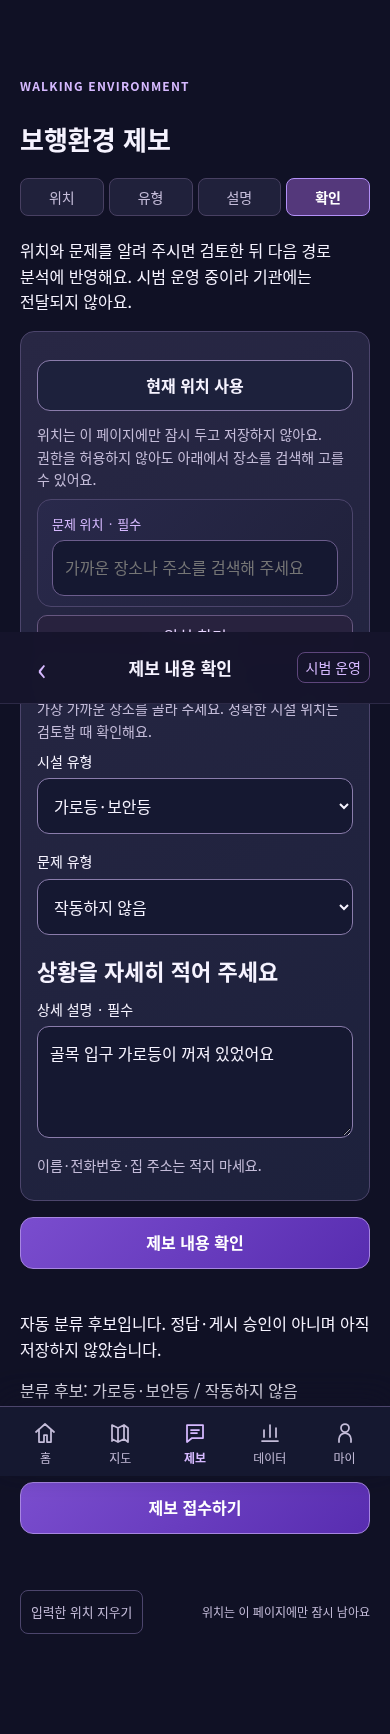 WALKING ENVIRONMENT
보행환경 제보
위치
유형
설명
확인
위치와 문제를 알려 주시면 검토한 뒤 다음 경로
분석에 반영해요. 시범 운영 중이라 기관에는
전달되지 않아요.
현재 위치 사용
위치는 이 페이지에만 잠시 두고 저장하지 않아요.
권한을 허용하지 않아도 아래에서 장소를 검색해 고를
수 있어요.
문제 위치 · 필수
가까운 장소나 주소를 검색해 주세요
‹
제보 내용 확인
시범 운영
가장 가까운 장소를 골라 주세요. 정확한 시설 위치는
검토할 때 확인해요.
시설 유형
가로등·보안등
문제 유형
작동하지 않음
상황을 자세히 적어 주세요
상세 설명 · 필수
골목 입구 가로등이 꺼져 있었어요
이름·전화번호·집 주소는 적지 마세요.
제보 내용 확인
자동 분류 후보입니다. 정답·게시 승인이 아니며 아직
저장하지 않았습니다.
분류 후보: 가로등·보안등 / 작동하지 않음
홈
지도
제보
데이터
마이
제보 접수하기
입력한 위치 지우기
위치는 이 페이지에만 잠시 남아요